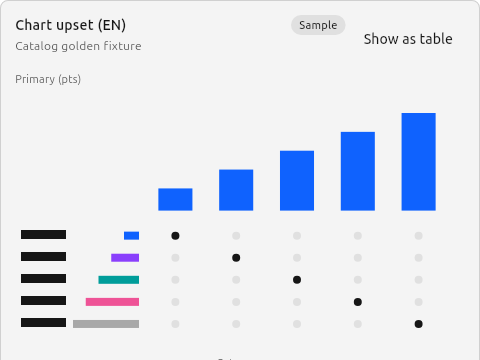 Chart upset (EN)
Sample
Show as table
Catalog golden fixture
Primary (pts)